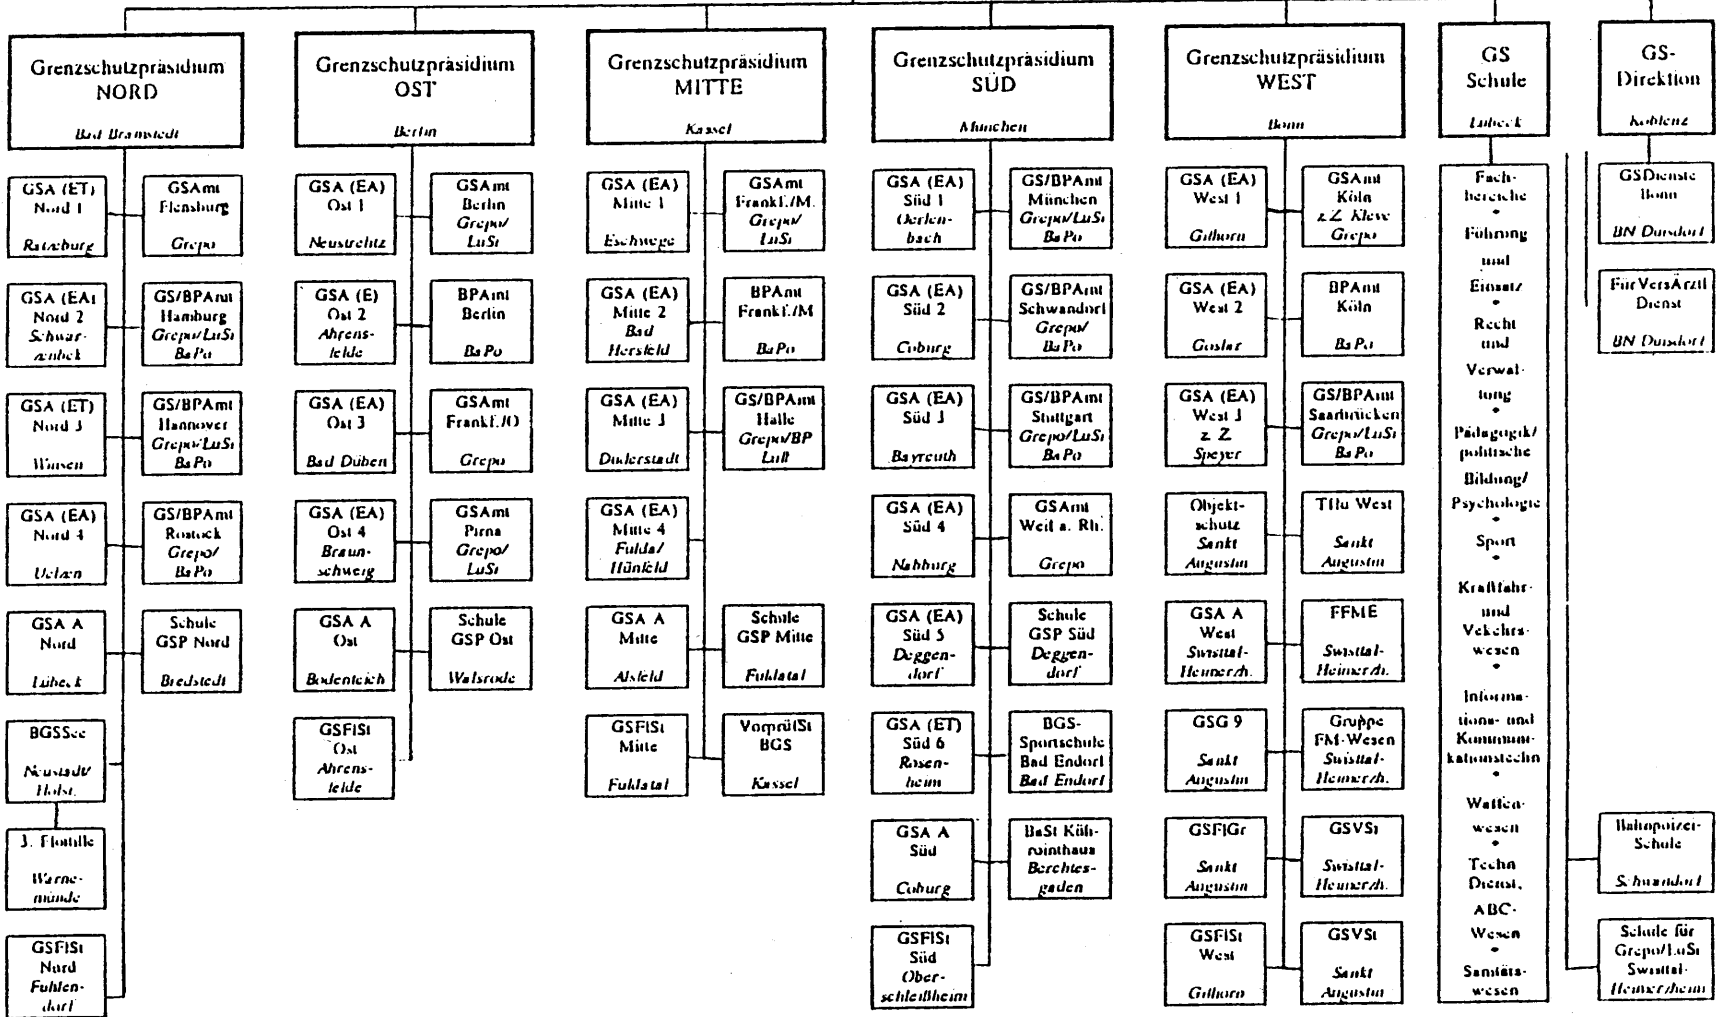 Grenzschutzpräsidium
NORD
Bad Bramstedt
GSA (ET)
Nord 1
Ratzeburg
GSAmt
Flensburg
Grepo
GSA (EA)
Nord 2
Schwar-
zenbek
GS/BPAmt
Hamburg
Grepo/LuSi
BaPo
GSA (ET)
Nord 3
Winsen
GS/BPAmt
Hannover
Grepo/LuSi
BaPo
GSA (EA)
Nord 4
Uelzen
GS/BPAmt
Rostock
Grepo/
BaPo
GSA A
Nord
Lübeck
Schule
GSP Nord
Bredstedt
BGSSee
Neustadt/
Holst.
3. Flottille
Warne-
münde
GSFlSt
Nord
Fuhlen-
dorf
Grenzschutzpräsidium
OST
Berlin
GSA (EA)
Ost 1
Neustrelitz
GSAmt
Berlin
Grepo/
LuSi
GSA (E)
Ost 2
Ahrens-
felde
BPAmt
Berlin
BaPo
GSA (EA)
Ost 3
Bad Düben
GSAmt
Frankf./O
Grepo
GSA (EA)
Ost 4
Braun-
schweig
GSAmt
Pirna
Grepo/
LuSi
GSA A
Ost
Bodenteich
Schule
GSP Ost
Walsrode
GSFlSt
Ost
Ahrens-
felde
Grenzschutzpräsidium
MITTE
Kassel
GSA (EA)
Mitte 1
Eschwege
GSAmt
Frankf./M.
Grepo/
LuSi
GSA (EA)
Mitte 2
Bad
Hersfeld
BPAmt
Frankf./M
BaPo
GSA (EA)
Mitte 3
Duderstadt
GS/BPAmt
Halle
Grepo/BP
Luft
GSA (EA)
Mitte 4
Fulda/
Hünfeld
GSA A
Mitte
Alsfeld
Schule
GSP Mitte
Fuldatal
GSFlSt
Mitte
Fuldatal
VorprüfSt
BGS
Kassel
Grenzschutzpräsidium
SÜD
München
GSA (EA)
Süd 1
Oerlen-
bach
GS/BPAmt
München
Grepo/LuSi
BaPo
GSA (EA)
Süd 2
Coburg
GS/BPAmt
Schwandorf
Grepo/
BaPo
GSA (EA)
Süd 3
Bayreuth
GS/BPAmt
Stuttgart
Grepo/LuSi
BaPo
GSA (EA)
Süd 4
Nabburg
GSAmt
Weil a. Rh.
Grepo
GSA (EA)
Süd 5
Deggen-
dorf
Schule
GSP Süd
Deggen-
dorf
GSA (ET)
Süd 6
Rosen-
heim
BGS-
Sportschule
Bad Endorf
Bad Endorf
GSA A
Süd
Coburg
BaSt Küh-
rointhaus
Berchtes-
gaden
GSFlSt
Süd
Ober-
schleißheim
Grenzschutzpräsidium
WEST
Bonn
GSA (EA)
West 1
Gifhorn
GSAmt
Köln
z.Z. Kleve
Grepo
GSA (EA)
West 2
Goslar
BPAmt
Köln
BaPo
GSA (EA)
West 3
z. Z
Speyer
GS/BPAmt
Saarbrücken
Grepo/LuSi
BaPo
Objekt-
schutz
Sankt
Augustin
THu West
Sankt
Augustin
GSA A
West
Swisttal-
Heimerzh.
FFME
Swisttal-
Heimerzh.
GSG 9
Sankt
Augustin
Gruppe
FM-Wesen
Swisttal-
Heimerzh.
GSFlGr
Sankt
Augustin
GSVSt
Swisttal-
Heimerzh.
GSFlSt
West
Gifhorn
GSVSt
Sankt
Augustin
GS
Schule
Lübeck
Fach-
bereiche
*
Führung
und
Einsatz
*
Recht
und
Verwal-
tung
*
Pädagogik/
politische
Bildung/
Psychologie
*
Sport
*
Kraftfahr-
und
Vekehrs-
wesen
*
Informa-
tions- und
Kommuni-
kationstechn
*
Waffen-
wesen
*
Techn
Dienst,
ABC-
Wesen
*
Sanitäts-
wesen
GS-
Direktion
Koblenz
GSDienste
Bonn
BN Duisdorf
FürVersÄrztl
Dienst
BN Duisdorf
Bahnpolizei-
Schule
Schwandorf
Schule für
Grepo/LuSi
Swisttal-
Heimerzheim